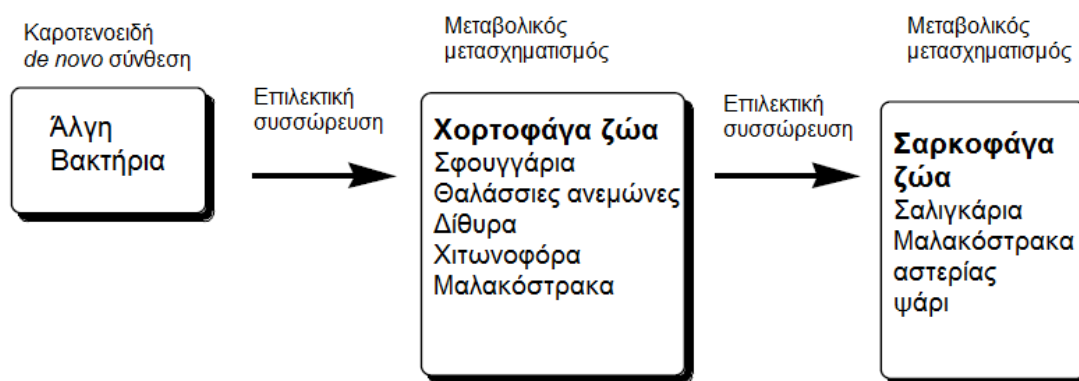 Καροτενοειδή
de novo σύνθεση
Άλγη
Βακτήρια
Επιλεκτική
συσσώρευση
Μεταβολικός
μετασχηματισμός
Χορτοφάγα ζώα
Σφουγγάρια
Θαλάσσιες ανεμώνες
Δίθυρα
Χιτωνοφόρα
Μαλακόστρακα
Επιλεκτική
συσσώρευση
Μεταβολικός
μετασχηματισμός
Σαρκοφάγα
ζώα
Σαλιγκάρια
Μαλακόστρακα
αστερίας
ψάρι